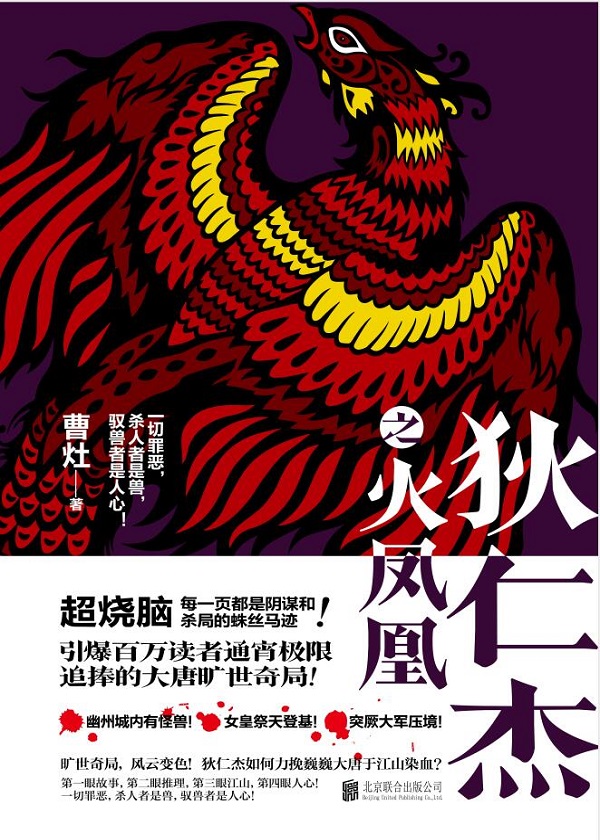 狄仁杰
之火凤凰
一切罪恶，
杀人者是兽，
驭兽者是人心！
曹灶——著
超烧脑 每一页都是阴谋和
杀局的蛛丝马迹！
引爆百万读者通宵极限
追捧的大唐旷世奇局！
幽州城内有怪兽！ 女皇祭天登基！ 突厥大军压境！
旷世奇局，风云变色！狄仁杰如何力挽巍巍大唐于江山染血？
第一眼故事，第二眼推理，第三眼江山，第四眼人心！
一切罪恶，杀人者是兽，驭兽者是人心！
北京联合出版公司
Beijing United Publishing Co.,Ltd.